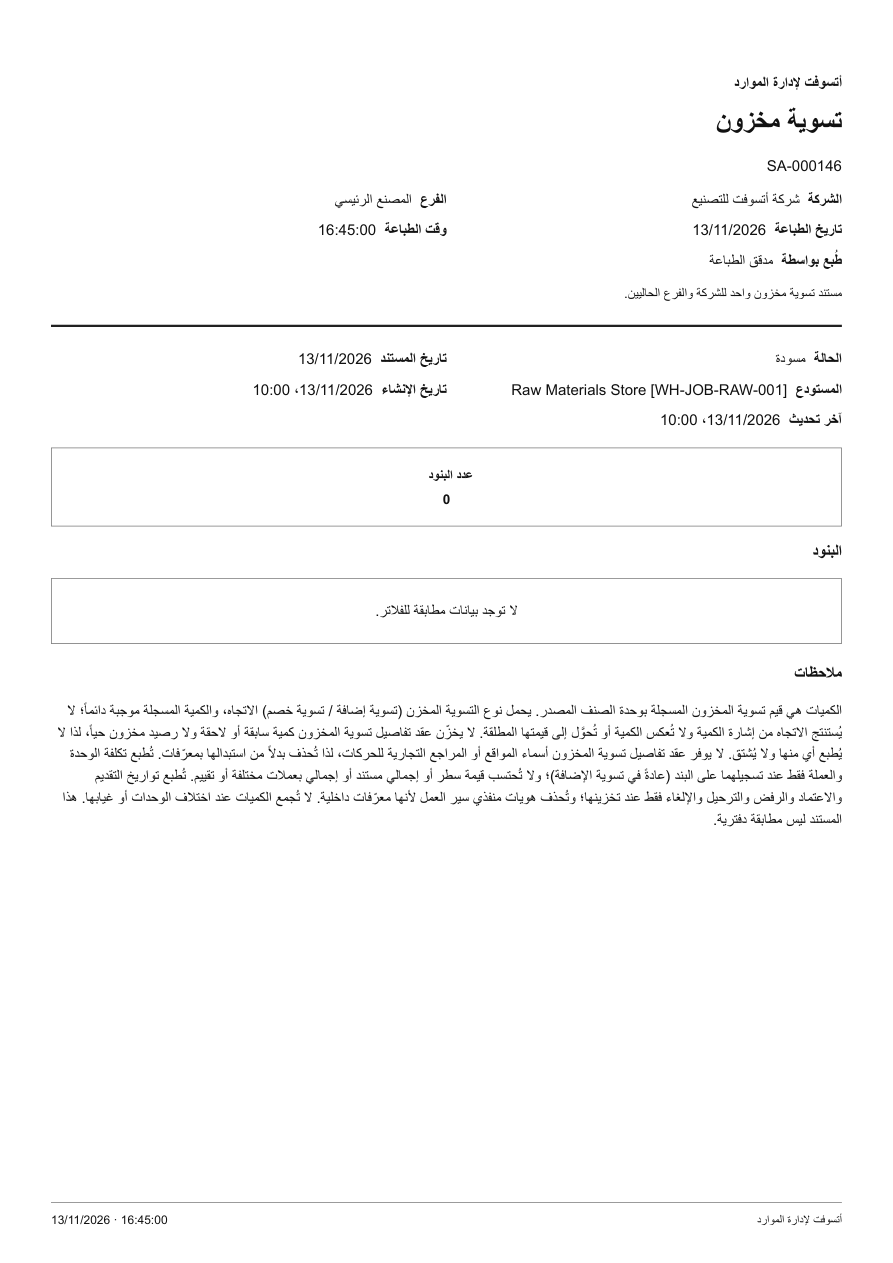 أتسوفت لإدارة الموارد
تسوية مخزون
SA-000146
الشركة شركة أتسوفت للتصنيع
الفرع المصنع الرئيسي
تاريخ الطباعة 13/11/2026
وقت الطباعة 16:45:00
طُبع بواسطة مدقق الطباعة
مستند تسوية مخزون واحد للشركة والفرع الحاليين.
الحالة مسودة
تاريخ المستند 13/11/2026
المستودع Raw Materials Store [WH-JOB-RAW-001]
تاريخ الإنشاء 13/11/2026، 10:00
آخر تحديث 13/11/2026، 10:00
عدد البنود
0
البنود
لا توجد بيانات مطابقة للفلاتر.
ملاحظات
الكميات هي قيم تسوية المخزون المسجلة بوحدة الصنف المصدر. يحمل نوع التسوية المخزن (تسوية إضافة / تسوية خصم) الاتجاه، والكمية المسجلة موجبة دائماً؛ لا
يُستنتج الاتجاه من إشارة الكمية ولا تُعكس الكمية أو تُحوَّل إلى قيمتها المطلقة. لا يخزّن عقد تفاصيل تسوية المخزون كمية سابقة أو لاحقة ولا رصيد مخزون حياً، لذا لا
يُطبع أي منها ولا يُشتق. لا يوفر عقد تفاصيل تسوية المخزون أسماء المواقع أو المراجع التجارية للحركات، لذا تُحذف بدلاً من استبدالها بمعرّفات. تُطبع تكلفة الوحدة
والعملة فقط عند تسجيلهما على البند (عادةً في تسوية الإضافة)؛ ولا تُحتسب قيمة سطر أو إجمالي مستند أو إجمالي بعملات مختلفة أو تقييم. تُطبع تواريخ التقديم
والاعتماد والرفض والترحيل والإلغاء فقط عند تخزينها؛ وتُحذف هويات منفذي سير العمل لأنها معرّفات داخلية. لا تُجمع الكميات عند اختلاف الوحدات أو غيابها. هذا
المستند ليس مطابقة دفترية.
أتسوفت لإدارة الموارد
13/11/2026 · 16:45:00